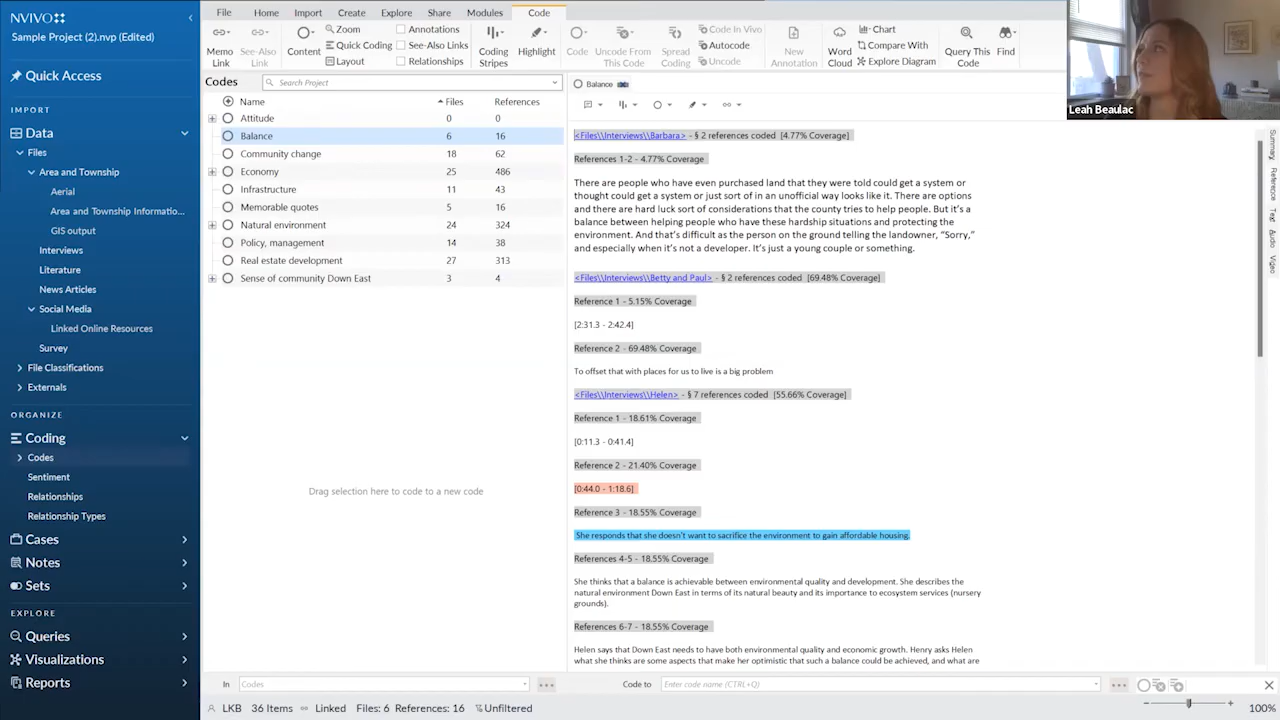 NVIVO
Sample Project (2).nvp (Edited)
Quick Access
IMPORT
Data
Files
Area and Township
Aerial
Area and Township Informatio...
GIS output
Interviews
Literature
News Articles
Social Media
Linked Online Resources
Survey
File Classifications
Externals
ORGANIZE
Coding
Codes
Sentiment
Relationships
Relationship Types
Cases
Notes
Sets
EXPLORE
Queries
Visualizations
Reports
File Home Import Create Explore Share Modules Code
Memo Link
See-Also Link
Content
Zoom
Quick Coding
Layout
Annotations
See-Also Links
Relationships
Coding Stripes
Highlight
Code
Uncode From This Code
Spread Coding
Code In Vivo
Autocode
Uncode
New Annotation
Word Cloud
Chart
Compare With
Explore Diagram
Query This Code
Find
Leah Beaulac
Codes
Search Project
Name Files References
Attitude 0 0
Balance 6 16
Community change 18 62
Economy 25 486
Infrastructure 11 43
Memorable quotes 5 16
Natural environment 24 324
Policy, management 14 38
Real estate development 27 313
Sense of community Down East 3 4
Drag selection here to code to a new code
Balance
<Files\\Interviews\\Barbara> - § 2 references coded [4.77% Coverage]
References 1-2 - 4.77% Coverage
There are people who have even purchased land that they were told could get a system or
thought could get a system or just sort of in an unofficial way looks like it. There are options
and there are hard luck sort of considerations that the county tries to help people. But it's a
balance between helping people who have these hardship situations and protecting the
environment. And that's difficult as the person on the ground telling the landowner, "Sorry,"
and especially when it's not a developer. It's just a young couple or something.
<Files\\Interviews\\Betty and Paul> - § 2 references coded [69.48% Coverage]
Reference 1 - 5.15% Coverage
[2:31.3 - 2:42.4]
Reference 2 - 69.48% Coverage
To offset that with places for us to live is a big problem
<Files\\Interviews\\Helen> - § 7 references coded [55.66% Coverage]
Reference 1 - 18.61% Coverage
[0:11.3 - 0:41.4]
Reference 2 - 21.40% Coverage
[0:44.0 - 1:18.6]
Reference 3 - 18.55% Coverage
She responds that she doesn't want to sacrifice the environment to gain affordable housing.
References 4-5 - 18.55% Coverage
She thinks that a balance is achievable between environmental quality and development. She describes the
natural environment Down East in terms of its natural beauty and its importance to ecosystem services (nursery
grounds).
References 6-7 - 18.55% Coverage
Helen says that Down East needs to have both environmental quality and economic growth. Henry asks Helen
what she thinks are some aspects that make her optimistic that such a balance could be achieved, and what are
Summary
Reference
Text
Audio
Video
In Codes
Code to Enter code name (CTRL+Q)
LKB 36 Items Linked Files: 6 References: 16 Unfiltered
100%